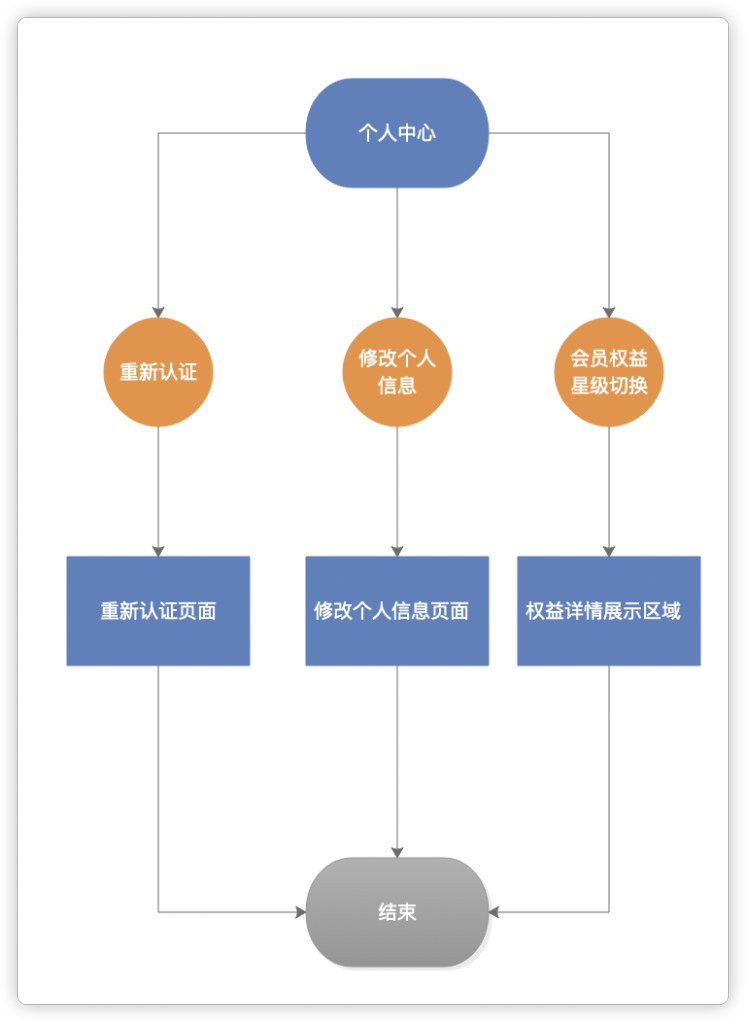 个人中心
重新认证
修改个人
信息
会员权益
星级切换
重新认证页面
修改个人信息页面
权益详情展示区域
结束